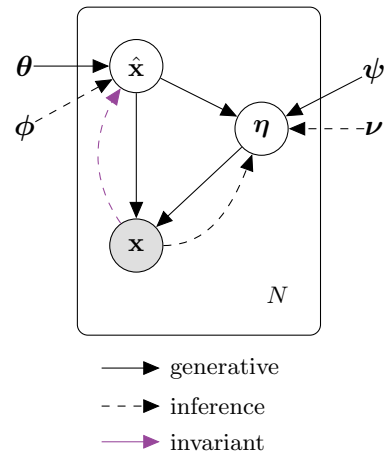 θ x̂ ψ
ϕ η ν
x
N
generative
inference
invariant